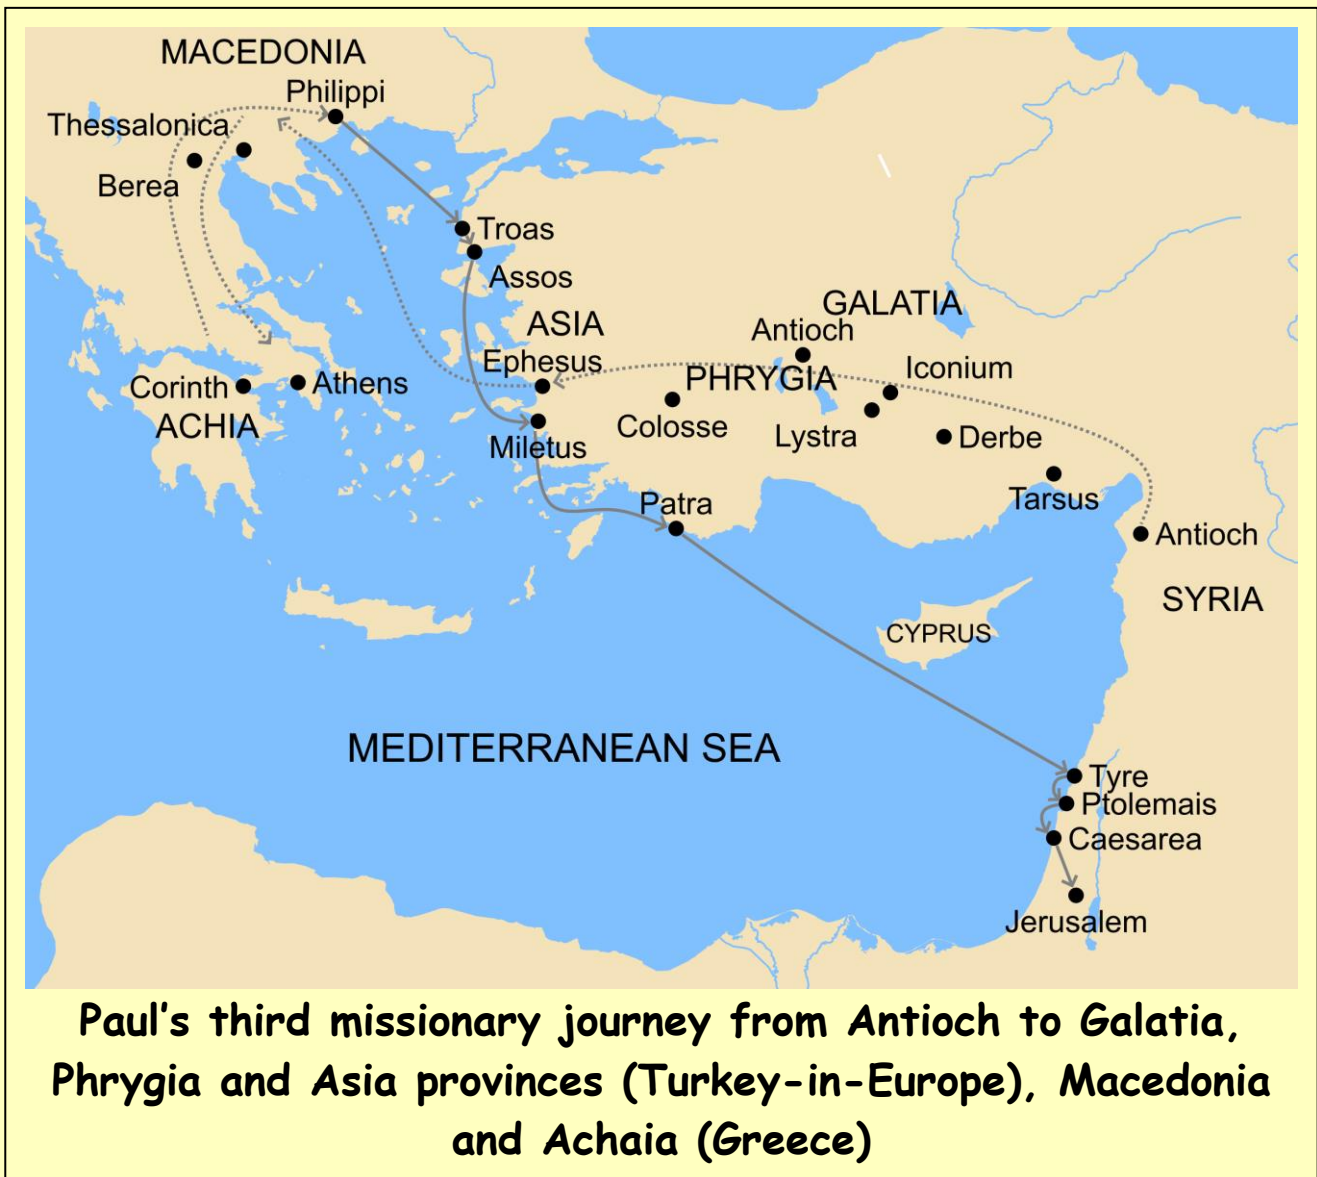 MACEDONIA
Philippi
Thessalonica
Berea
Troas
Assos
GALATIA
ASIA
Antioch
Ephesus
Iconium
PHRYGIA
Corinth
Athens
Colosse
ACHIA
Lystra
Derbe
Miletus
Tarsus
Patra
Antioch
SYRIA
CYPRUS
MEDITERRANEAN SEA
Tyre
Ptolemais
Caesarea
Jerusalem
Paul's third missionary journey from Antioch to Galatia,
Phrygia and Asia provinces (Turkey-in-Europe), Macedonia
and Achaia (Greece)